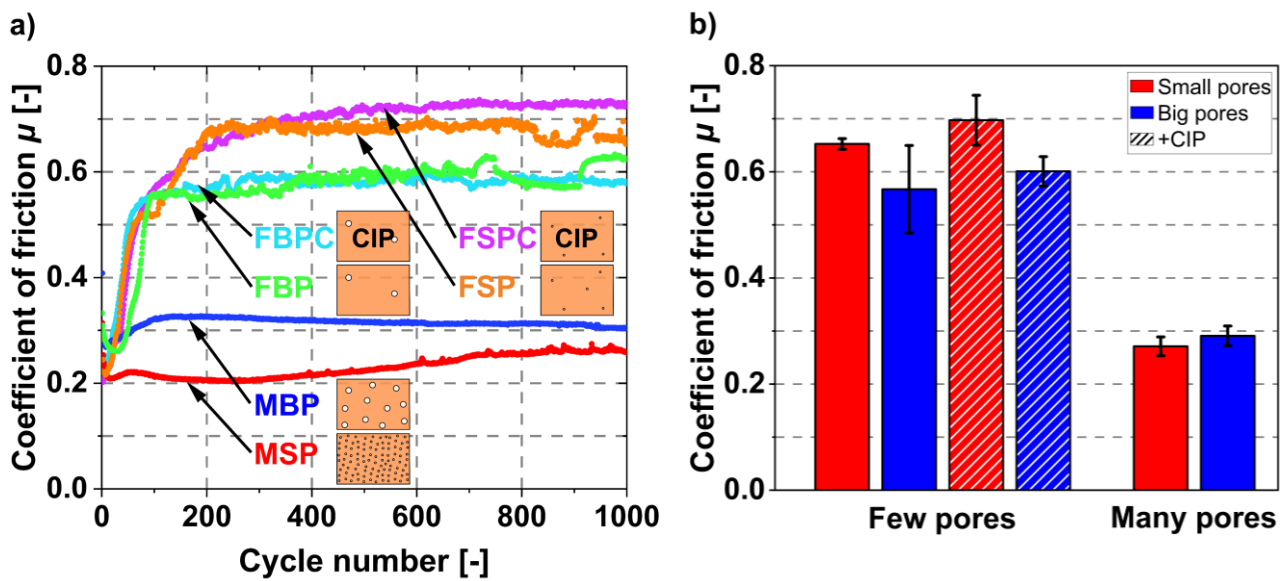 a)
Coefficient of friction µ [-]
0.8
0.6
0.4
0.2
0.0
FBPC
CIP
FSPC
CIP
FBP
FSP
MBP
MSP
0
200
400
600
800
1000
Cycle number [-]
b)
Coefficient of friction µ [-]
0.8
0.6
0.4
0.2
0.0
Small pores
Big pores
+CIP
Few pores
Many pores